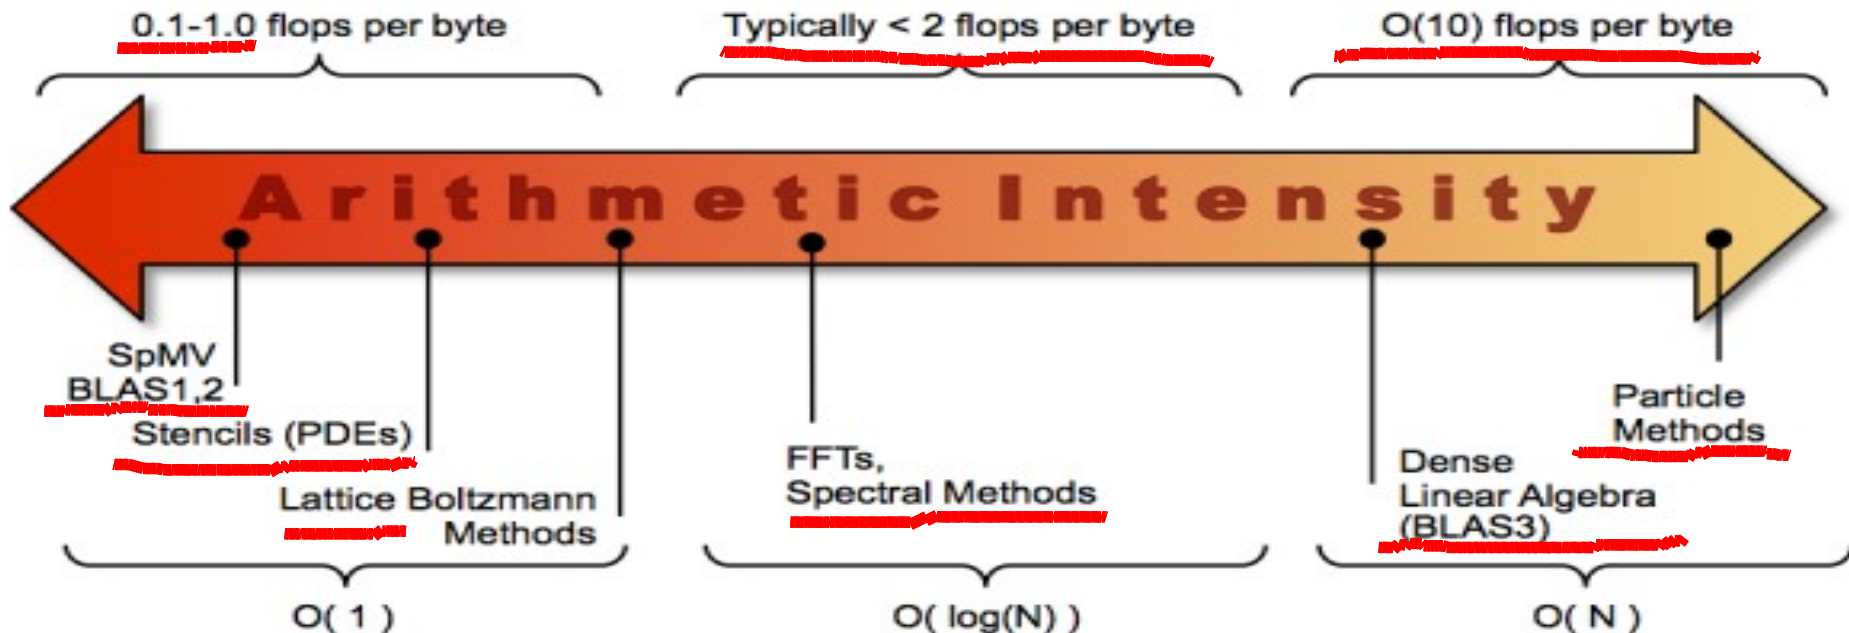 0.1-1.0 flops per byte
Typically < 2 flops per byte
O(10) flops per byte
Arithmetic Intensity
SpMV
BLAS1,2
Stencils (PDEs)
Lattice Boltzmann
Methods
FFTs,
Spectral Methods
Dense
Linear Algebra
(BLAS3)
Particle
Methods
O( 1 )
O( log(N) )
O( N )